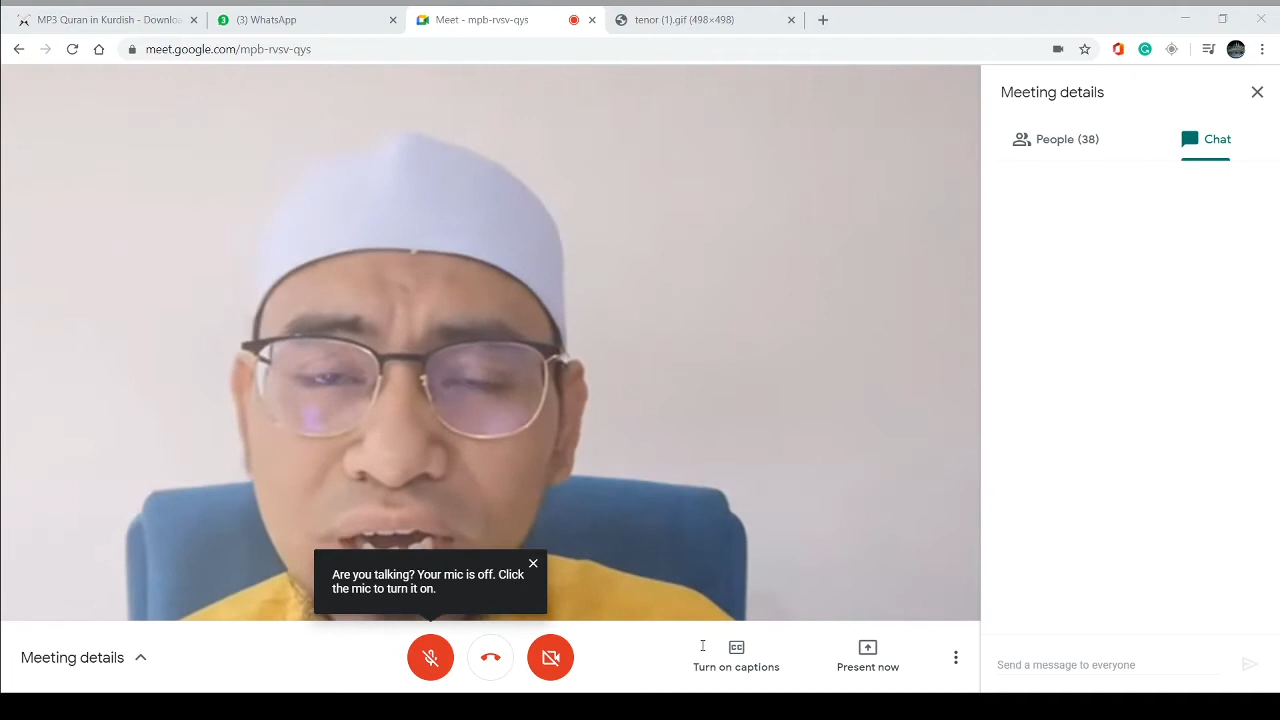 MP3 Quran in Kurdish - Downloa
(3) WhatsApp
Meet - mpb-rvsv-qys
tenor (1).gif (498×498)
meet.google.com/mpb-rvsv-qys
Meeting details
People (38)
Chat
Are you talking? Your mic is off. Click
the mic to turn it on.
Meeting details
Turn on captions
Present now
Send a message to everyone